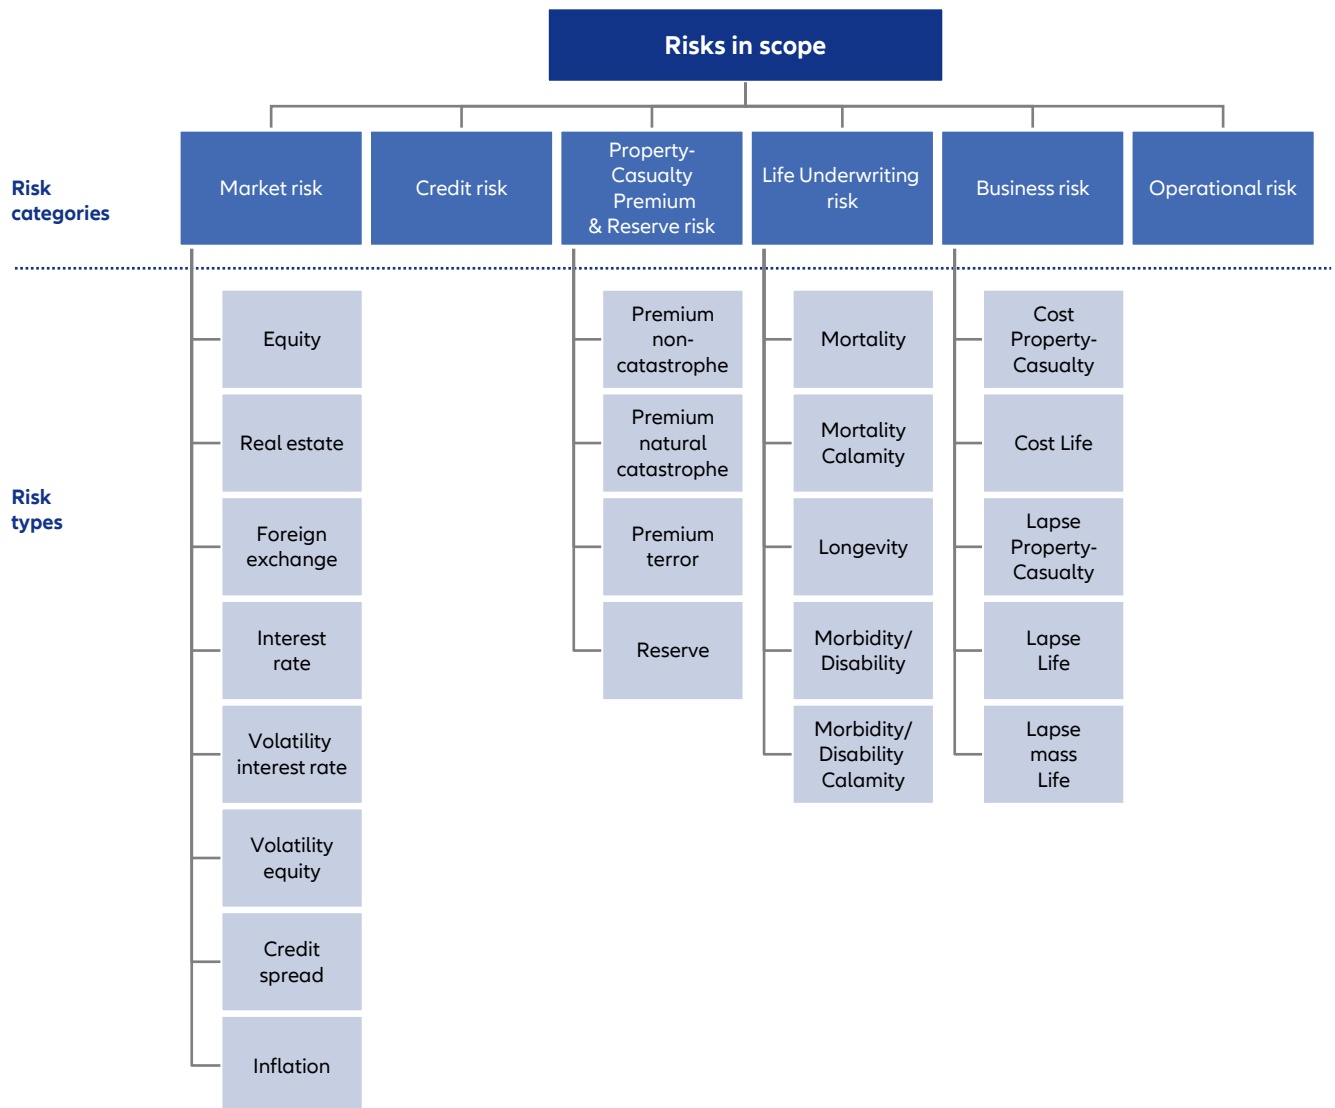 Risks in scope
Risk
categories
Market risk
Credit risk
Property-
Casualty
Premium
& Reserve risk
Life Underwriting
risk
Business risk
Operational risk
Risk
types
Equity
Real estate
Foreign
exchange
Interest
rate
Volatility
interest rate
Volatility
equity
Credit
spread
Inflation
Premium
non-
catastrophe
Premium
natural
catastrophe
Premium
terror
Reserve
Mortality
Mortality
Calamity
Longevity
Morbidity/
Disability
Morbidity/
Disability
Calamity
Cost
Property-
Casualty
Cost Life
Lapse
Property-
Casualty
Lapse
Life
Lapse
mass
Life